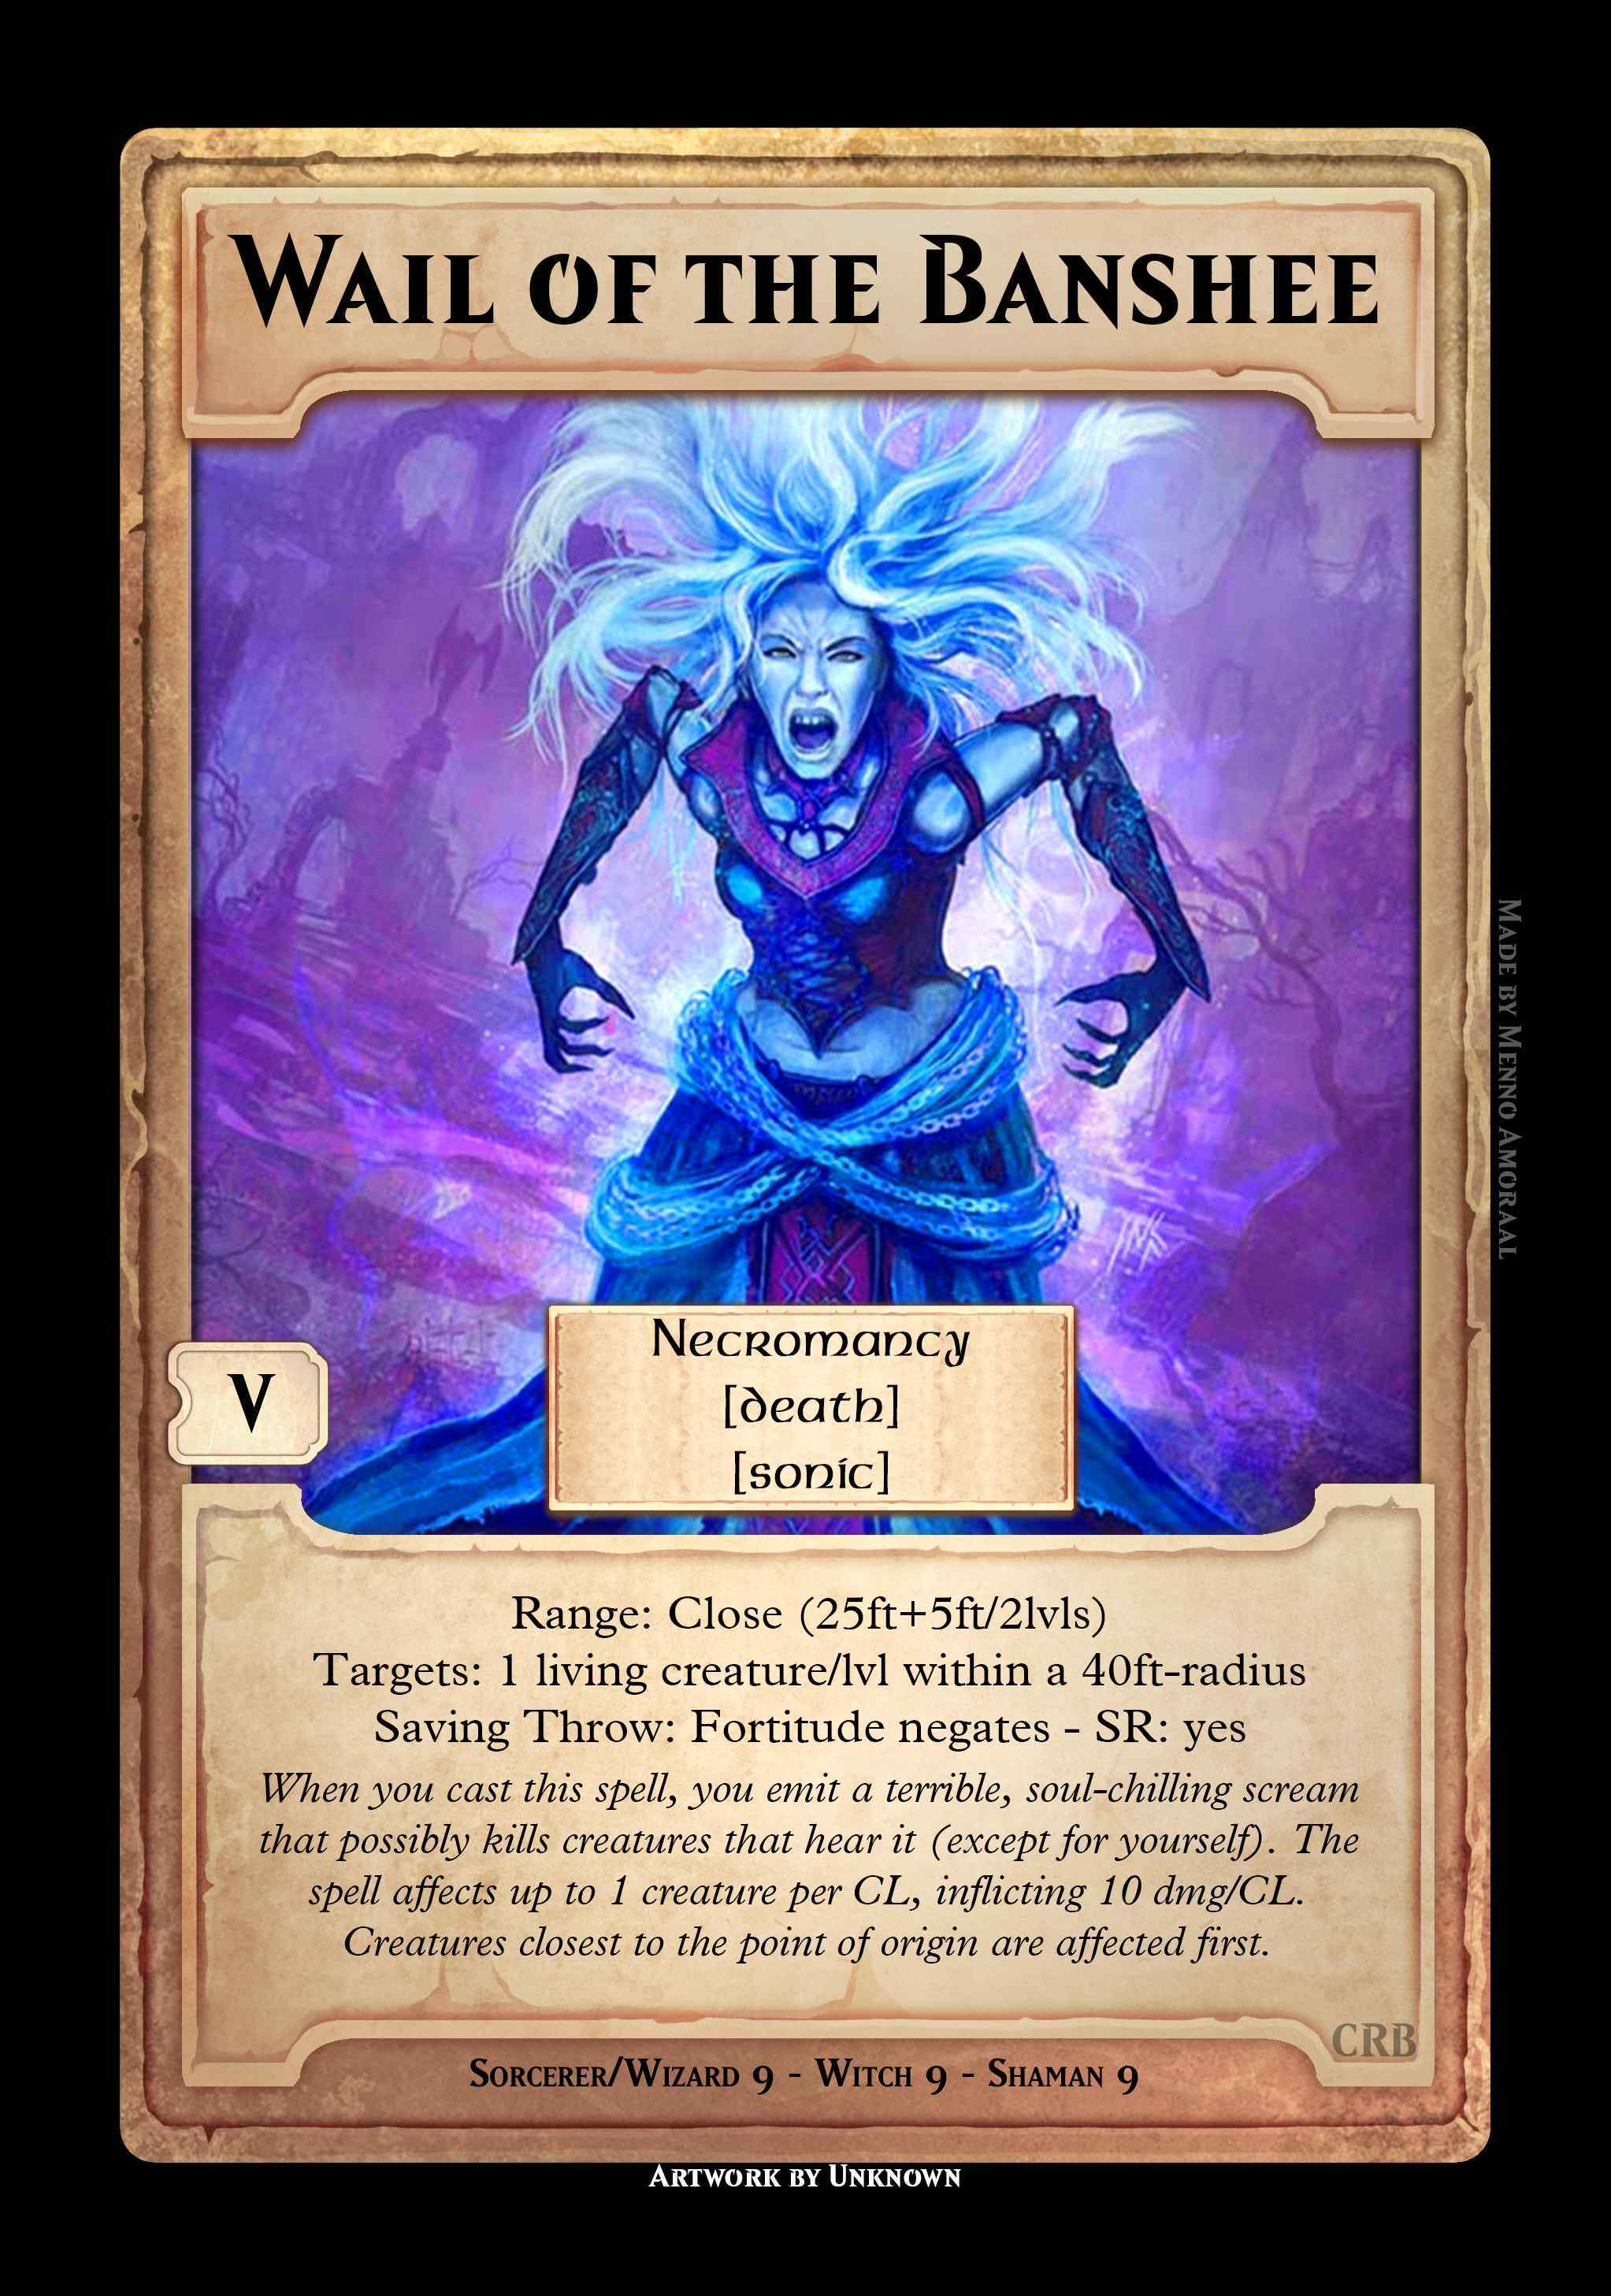 Wail of the Banshee
INK
V
Necromancy
[death]
[sonic]
Range: Close (25ft+5ft/2lvls)
Targets: 1 living creature/lvl within a 40ft-radius
Saving Throw: Fortitude negates - SR: yes
When you cast this spell, you emit a terrible, soul-chilling scream
that possibly kills creatures that hear it (except for yourself). The
spell affects up to 1 creature per CL, inflicting 10 dmg/CL.
Creatures closest to the point of origin are affected first.
CRB
Sorcerer/Wizard 9 - Witch 9 - Shaman 9
Artwork by Unknown
Made by Menno Amoraal